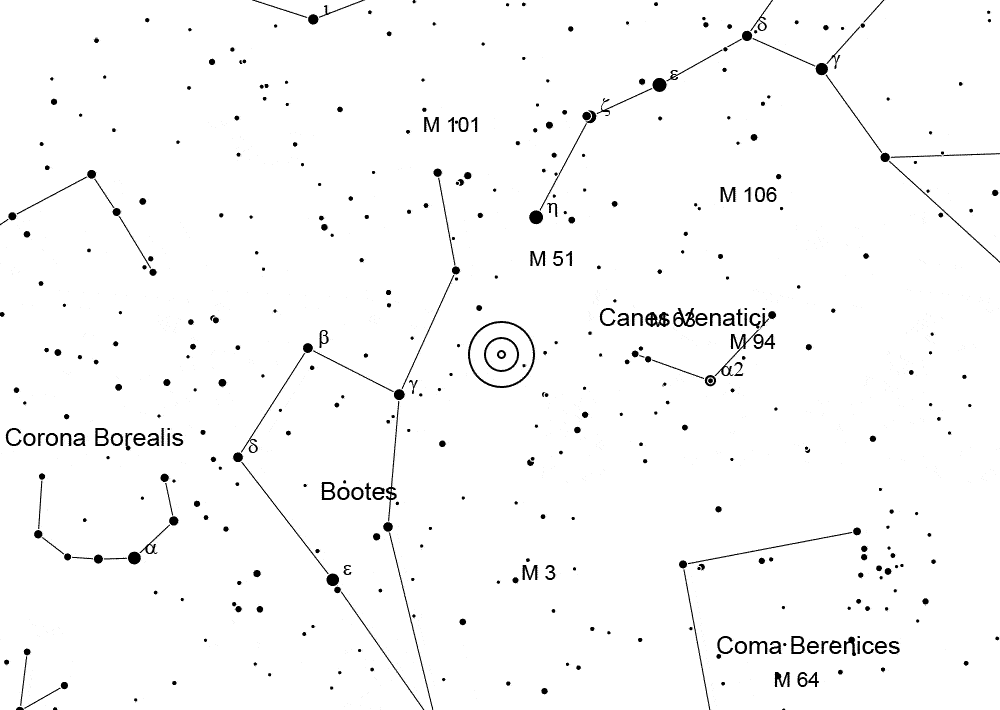 ι
δ
γ
ε
ζ
M 101
M 106
η
M 51
Canes Venatici
M 63
β
M 94
α2
γ
Corona Borealis
δ
Bootes
α
ε
M 3
Coma Berenices
M 64